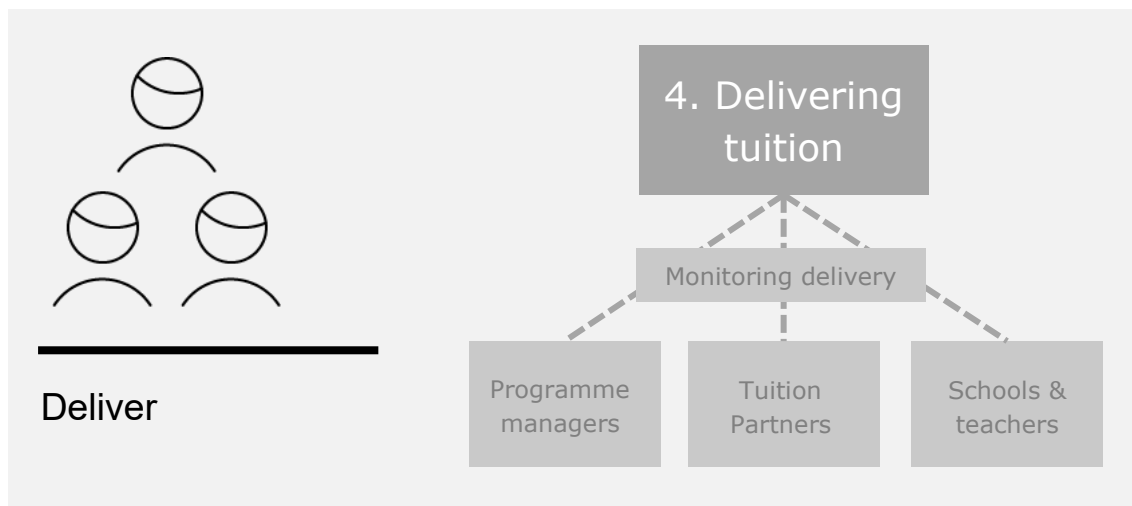 Deliver
4. Delivering
tuition
Monitoring delivery
Programme
managers
Tuition
Partners
Schools &
teachers